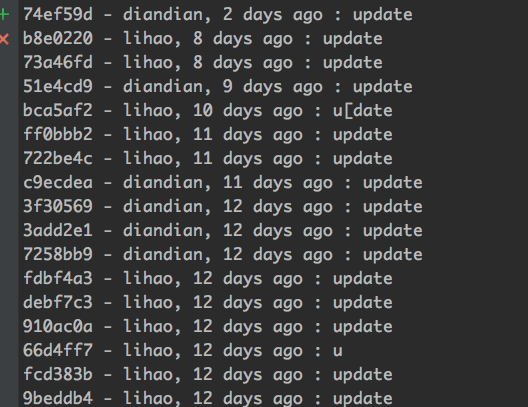 74ef59d - diandian, 2 days ago : update
b8e0220 - lihao, 8 days ago : update
73a46fd - lihao, 8 days ago : update
51e4cd9 - diandian, 9 days ago : update
bca5af2 - lihao, 10 days ago : u[date
ff0bbb2 - lihao, 11 days ago : update
722be4c - lihao, 11 days ago : update
c9ecdea - diandian, 11 days ago : update
3f30569 - diandian, 12 days ago : update
3add2e1 - diandian, 12 days ago : update
7258bb9 - diandian, 12 days ago : update
fdbf4a3 - lihao, 12 days ago : update
debf7c3 - lihao, 12 days ago : update
910ac0a - lihao, 12 days ago : update
66d4ff7 - lihao, 12 days ago : u
fcd383b - lihao, 12 days ago : update
9beddb4 - lihao, 12 days ago : update